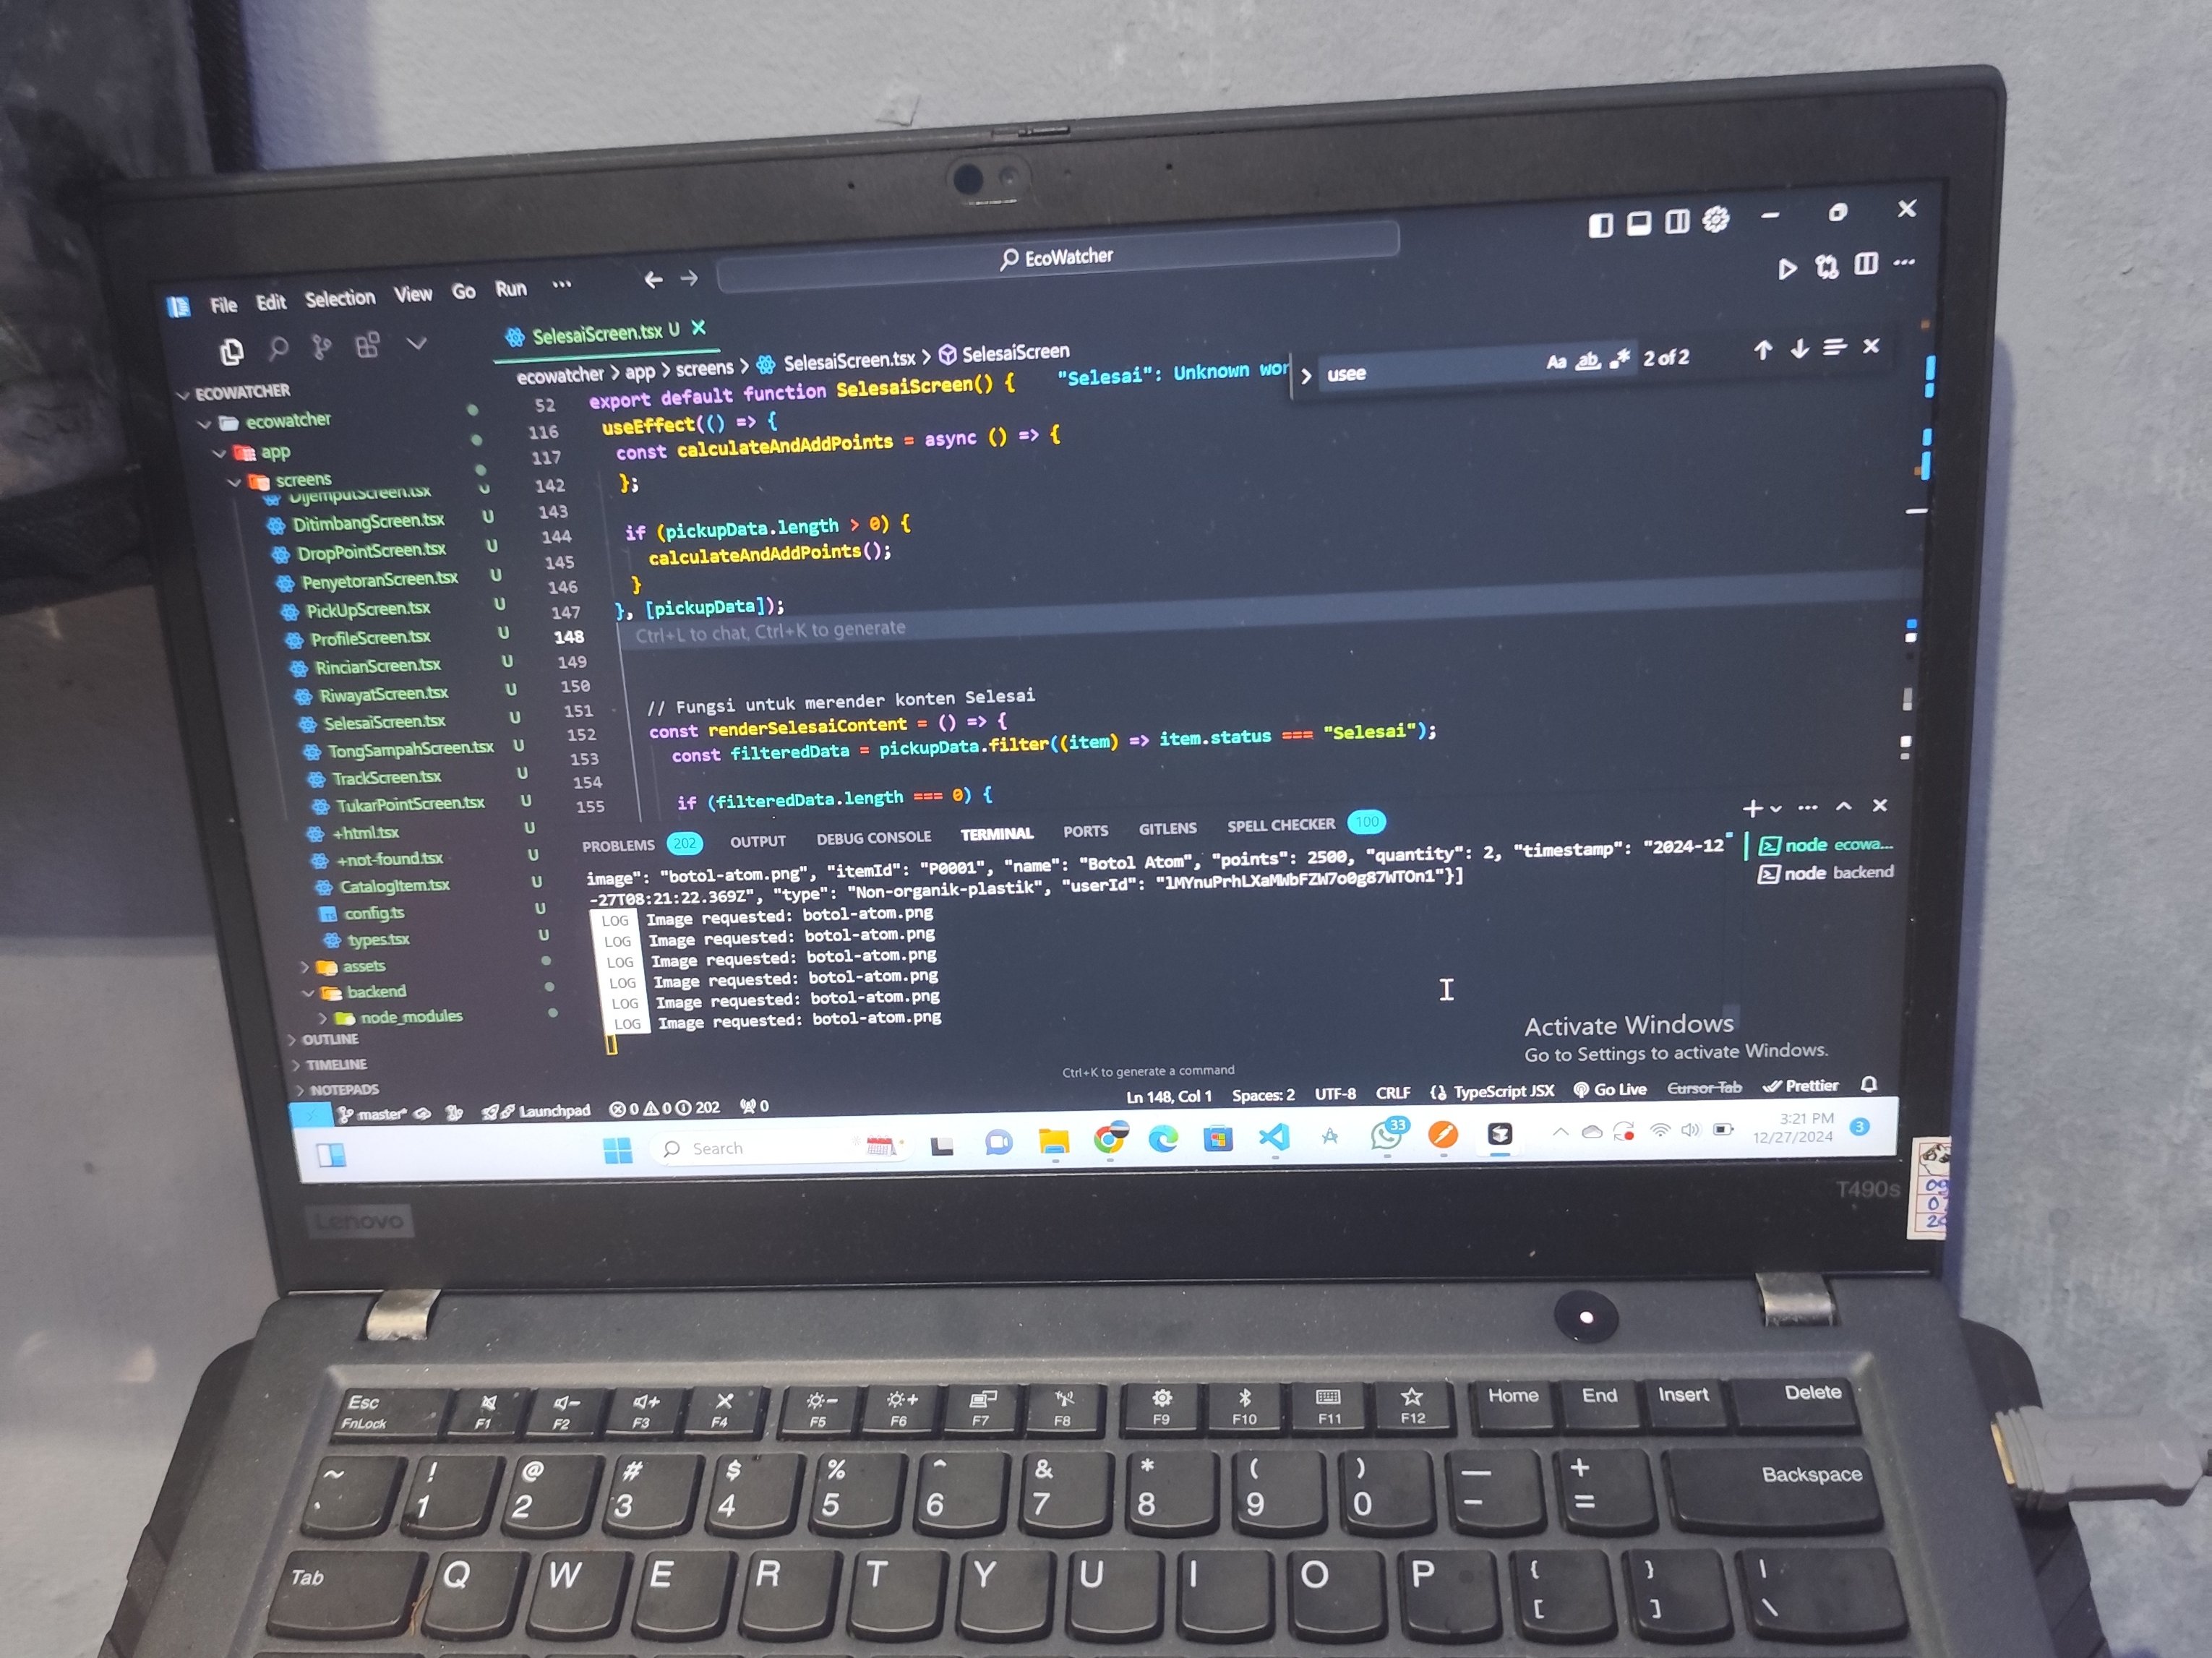 EcoWatcher
File Edit Selection View Go Run ...
SelesaiScreen.tsx U
ecowatcher > app > screens > SelesaiScreen.tsx > SelesaiScreen
usee
Aa ab 2 of 2
ECOWATCHER
ecowatcher
app
screens
DijemputScreen.tsx U
DitimbangScreen.tsx U
DropPointScreen.tsx U
PenyetoranScreen.tsx U
PickUpScreen.tsx U
ProfileScreen.tsx U
RincianScreen.tsx U
RiwayatScreen.tsx U
SelesaiScreen.tsx U
TongSampahScreen.tsx U
TrackScreen.tsx U
TukarPointScreen.tsx U
+html.tsx U
+not-found.tsx U
CatalogItem.tsx U
config.ts U
types.tsx U
assets
backend
node_modules
OUTLINE
TIMELINE
NOTEPADS
52 export default function SelesaiScreen() { "Selesai": Unknown wor
116 useEffect(() => {
117 const calculateAndAddPoints = async () => {
142 };
143
144 if (pickupData.length > 0) {
145 calculateAndAddPoints();
146 }
147 }, [pickupData]);
148 Ctrl+L to chat, Ctrl+K to generate
149
150
151 // Fungsi untuk merender konten Selesai
152 const renderSelesaiContent = () => {
153 const filteredData = pickupData.filter((item) => item.status === "Selesai");
154
155 if (filteredData.length === 0) {
PROBLEMS 202 OUTPUT DEBUG CONSOLE TERMINAL PORTS GITLENS SPELL CHECKER 100
image": "botol-atom.png", "itemId": "P0001", "name": "Botol Atom", "points": 2500, "quantity": 2, "timestamp": "2024-12
-27T08:21:22.369Z", "type": "Non-organik-plastik", "userId": "lMYnuPrhLXaMWbFZW7o0g87WTOn1"}]
LOG Image requested: botol-atom.png
LOG Image requested: botol-atom.png
LOG Image requested: botol-atom.png
LOG Image requested: botol-atom.png
LOG Image requested: botol-atom.png
LOG Image requested: botol-atom.png
node ecowa...
node backend
Activate Windows
Go to Settings to activate Windows.
Ctrl+K to generate a command
master* Launchpad 0 0 202 0
Ln 148, Col 1 Spaces: 2 UTF-8 CRLF TypeScript JSX Go Live Cursor Tab Prettier
Search
33
3:21 PM
12/27/2024
3
Lenovo
T490s
Esc
FnLock
F1 F2 F3 F4 F5 F6 F7 F8 F9 F10 F11 F12
Home End Insert Delete
~ ! @ # $ % ^ & * ( ) — +
` 1 2 3 4 5 6 7 8 9 0 - =
Backspace
Tab Q W E R T Y U I O P { [ } ] | \